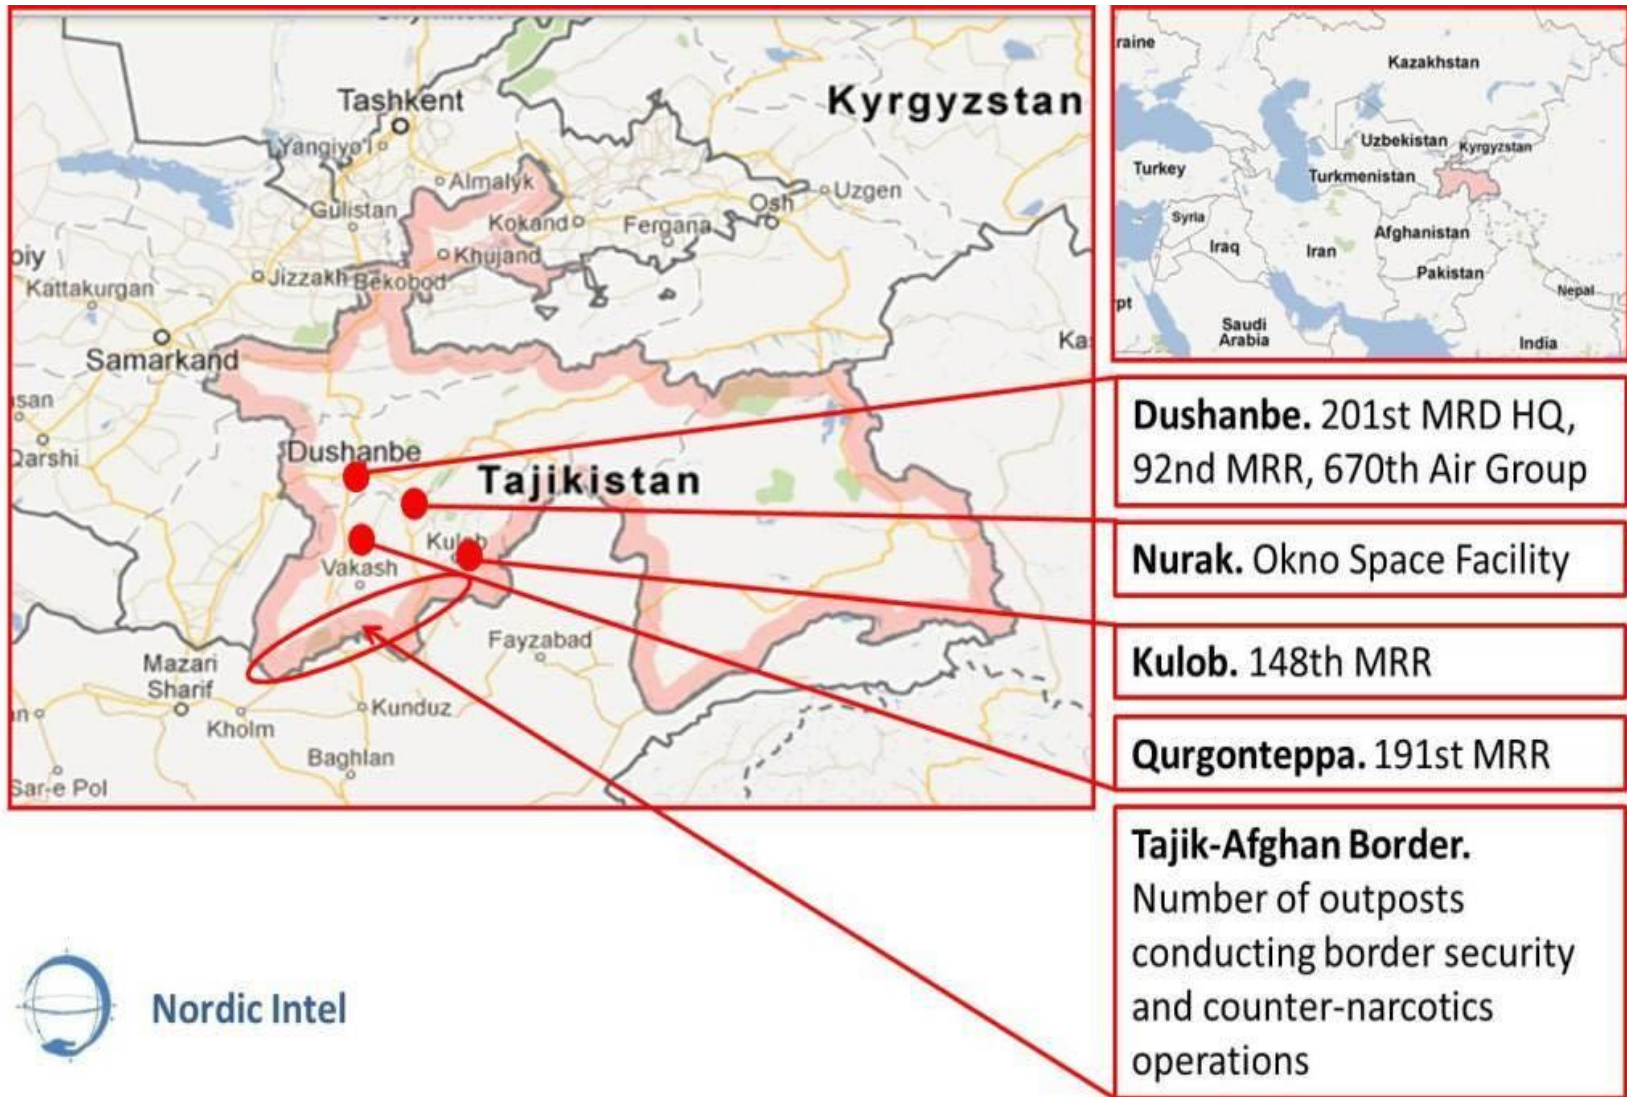 Tashkent
Kyrgyzstan
Yangiyo'l
Almalyk
Gulistan
Kokand
Fergana
Osh
Uzgen
Khujand
oiy
Jizzakh
Bekobod
Kattakurgan
Samarkand
Ka
san
Qarshi
Dushanbe
Tajikistan
Kulob
Vakash
Fayzabad
Mazari
Sharif
Kunduz
Kholm
Baghlan
Sar-e Pol
raine
Kazakhstan
Uzbekistan
Kyrgyzstan
Turkey
Turkmenistan
Syria
Iraq
Iran
Afghanistan
Pakistan
Nepal
pt
Saudi
Arabia
India
Dushanbe. 201st MRD HQ,
92nd MRR, 670th Air Group
Nurak. Okno Space Facility
Kulob. 148th MRR
Qurgonteppa. 191st MRR
Tajik-Afghan Border.
Number of outposts
conducting border security
and counter-narcotics
operations
Nordic Intel